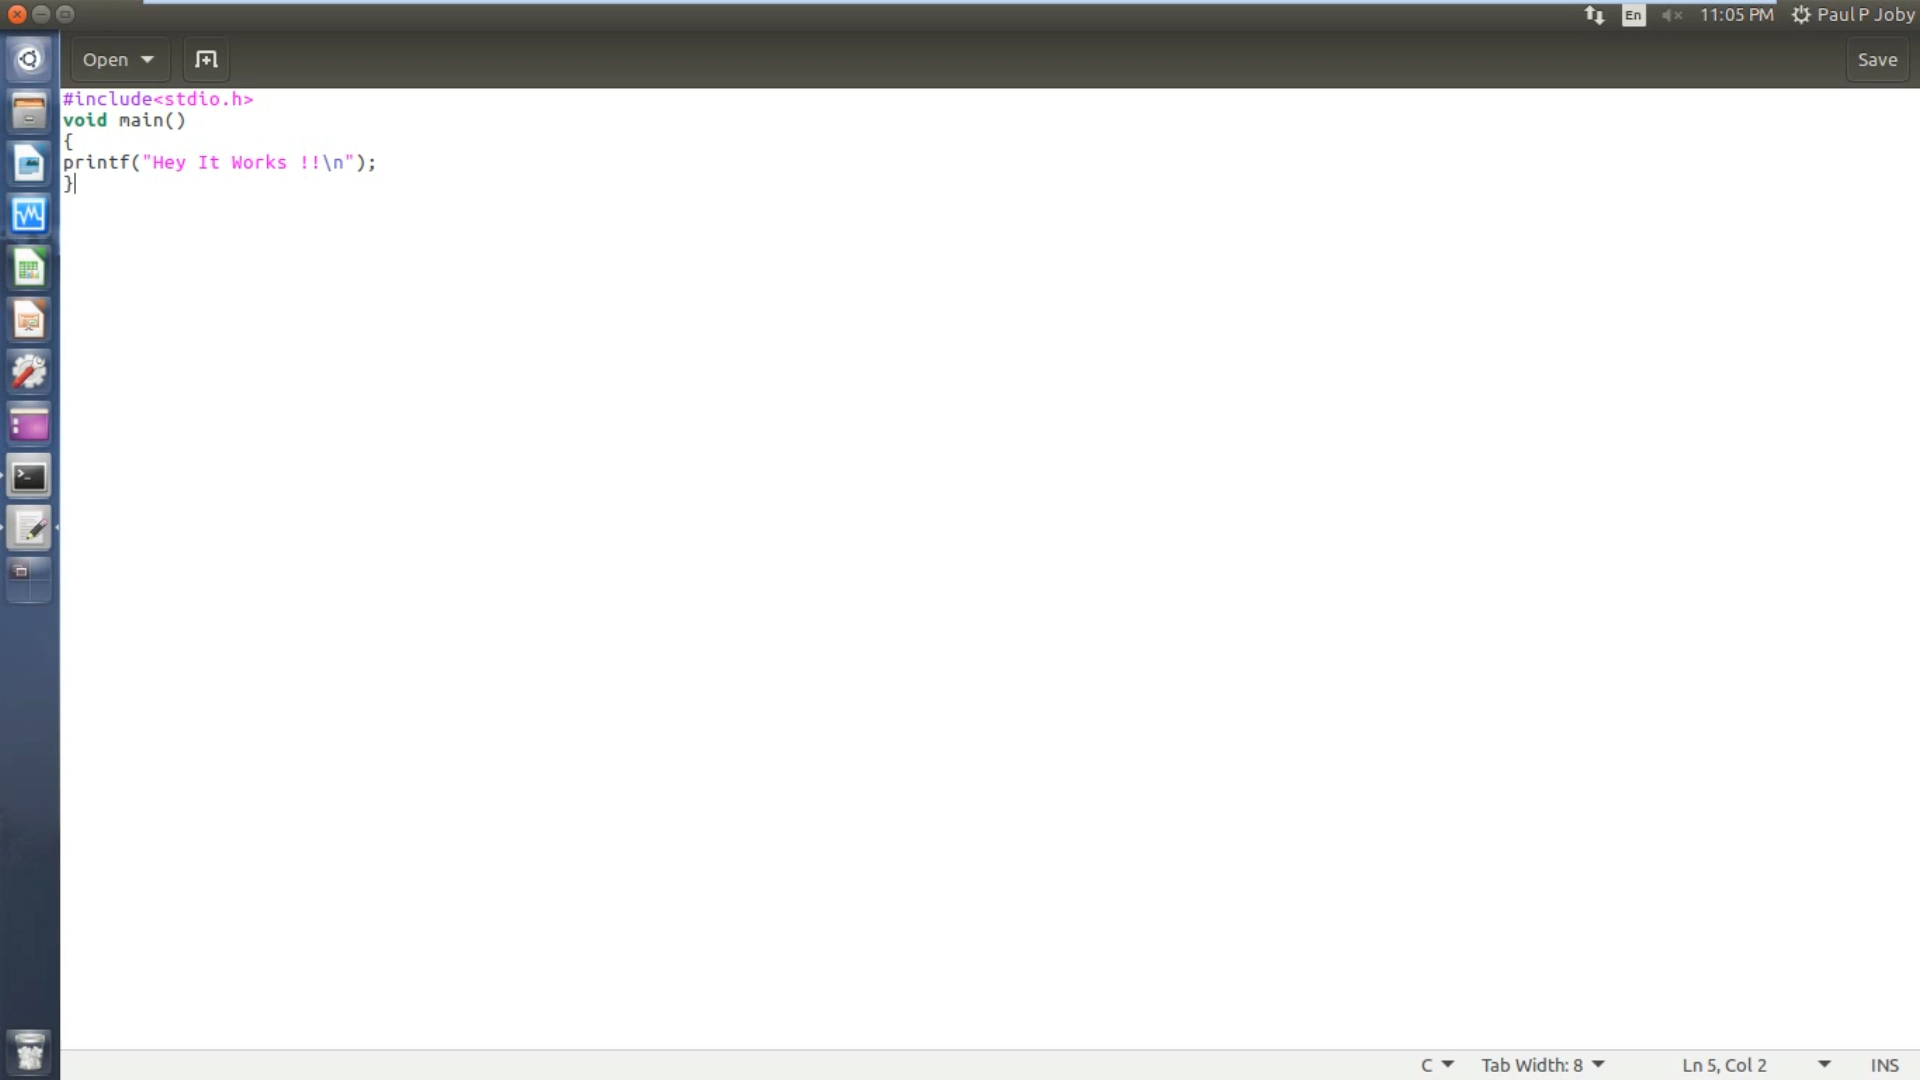 En 11:05 PM Paul P Joby
Open Save
#include<stdio.h>
void main()
{
printf("Hey It Works !!\n");
}
C Tab Width: 8 Ln 5, Col 2 INS